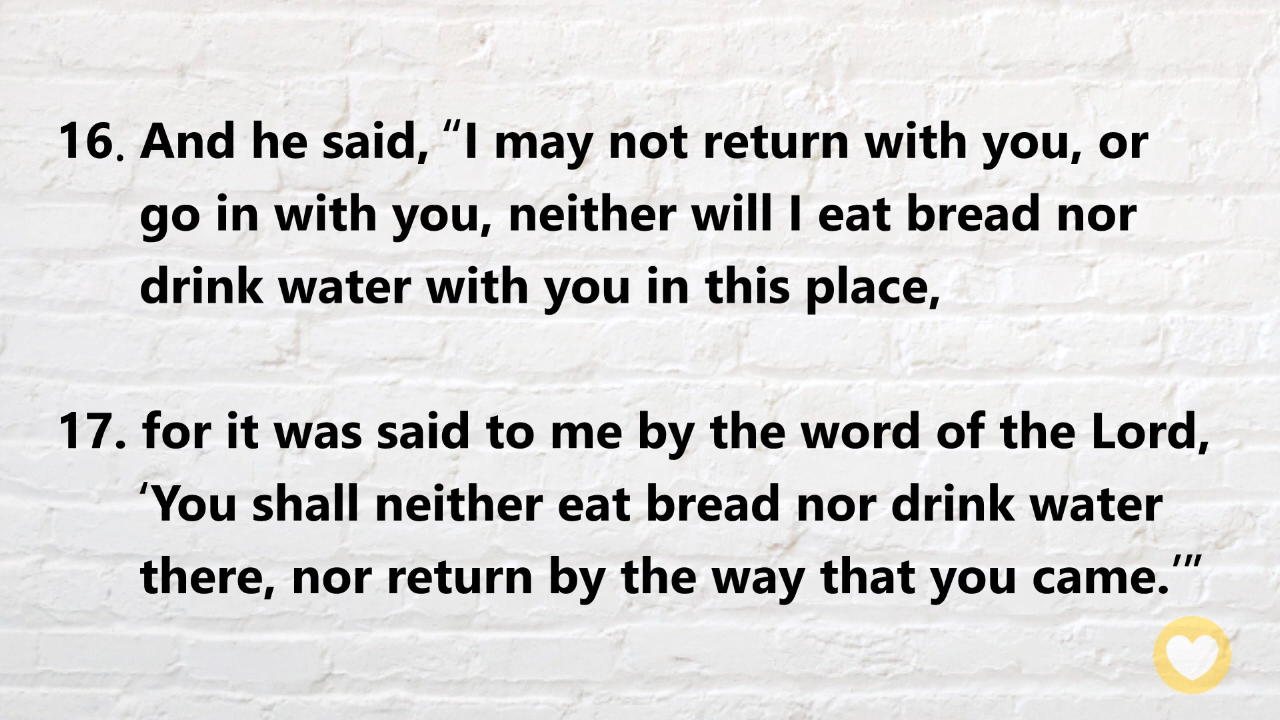 16. And he said, “I may not return with you, or
go in with you, neither will I eat bread nor
drink water with you in this place,
17. for it was said to me by the word of the Lord,
‘You shall neither eat bread nor drink water
there, nor return by the way that you came.’”